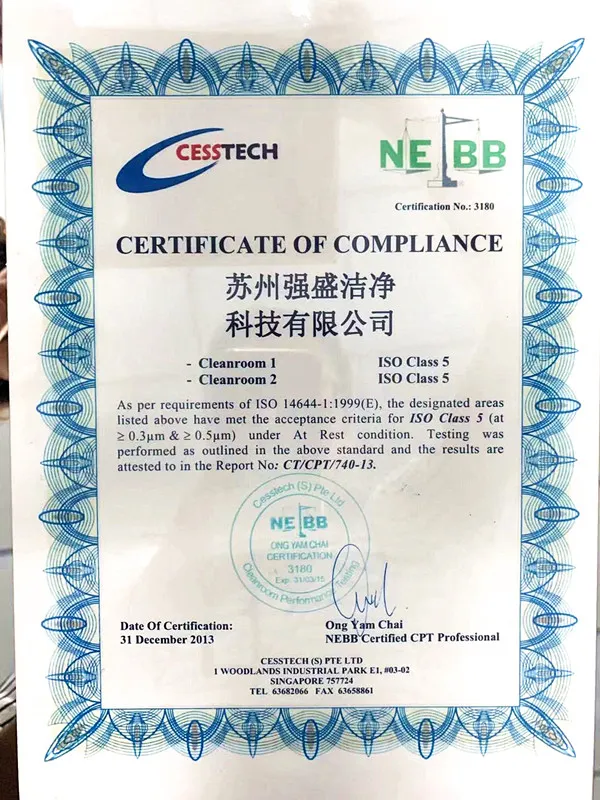 CESSTECH
NEBB
Certification No.: 3180
CERTIFICATE OF COMPLIANCE
苏州强盛洁净
科技有限公司
- Cleanroom 1 ISO Class 5
- Cleanroom 2 ISO Class 5
As per requirements of ISO 14644-1:1999(E), the designated areas
listed above have met the acceptance criteria for ISO Class 5 (at
≥ 0.3µm & ≥ 0.5µm) under At Rest condition. Testing was
performed as outlined in the above standard and the results are
attested to in the Report No: CT/CPT/740-13.
Cesstech (S) Pte Ltd
NEBB
ONG YAM CHAI
CERTIFICATION
3180
Exp. 31/03/15
Cleanroom Performance Testing
Date Of Certification:
31 December 2013
Ong Yam Chai
NEBB Certified CPT Professional
CESSTECH (S) PTE LTD
1 WOODLANDS INDUSTRIAL PARK E1, #03-02
SINGAPORE 757724
TEL 63682066 FAX 63658861